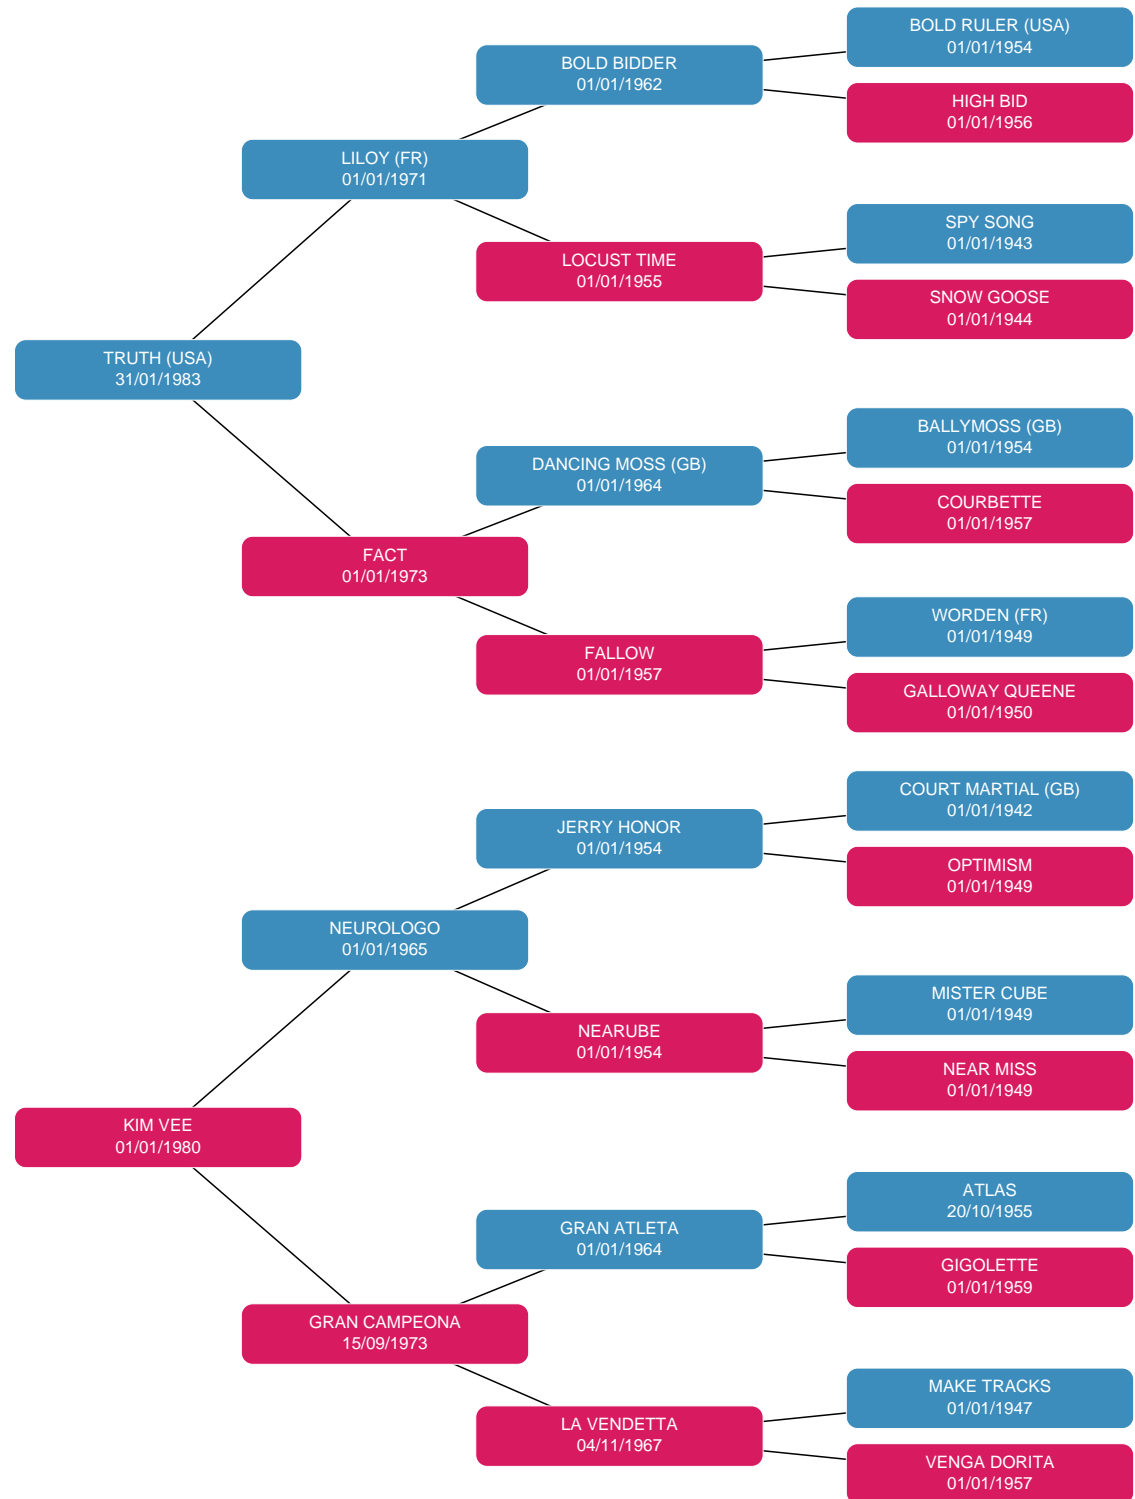 BOLD RULER (USA)
01/01/1954
BOLD BIDDER
01/01/1962
HIGH BID
01/01/1956
LILOY (FR)
01/01/1971
SPY SONG
01/01/1943
LOCUST TIME
01/01/1955
SNOW GOOSE
01/01/1944
TRUTH (USA)
31/01/1983
BALLYMOSS (GB)
01/01/1954
DANCING MOSS (GB)
01/01/1964
COURBETTE
01/01/1957
FACT
01/01/1973
WORDEN (FR)
01/01/1949
FALLOW
01/01/1957
GALLOWAY QUEENE
01/01/1950
COURT MARTIAL (GB)
01/01/1942
JERRY HONOR
01/01/1954
OPTIMISM
01/01/1949
NEUROLOGO
01/01/1965
MISTER CUBE
01/01/1949
NEARUBE
01/01/1954
NEAR MISS
01/01/1949
KIM VEE
01/01/1980
ATLAS
20/10/1955
GRAN ATLETA
01/01/1964
GIGOLETTE
01/01/1959
GRAN CAMPEONA
15/09/1973
MAKE TRACKS
01/01/1947
LA VENDETTA
04/11/1967
VENGA DORITA
01/01/1957